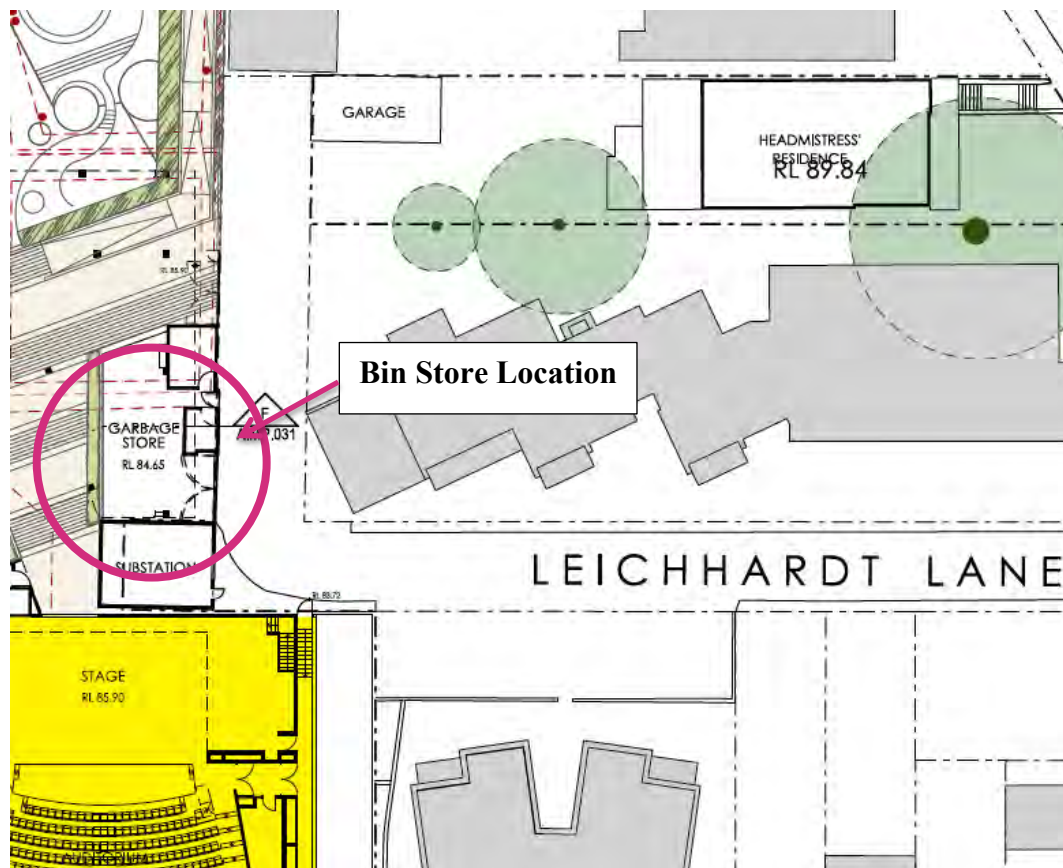 GARAGE
HEADMISTRESS'
RESIDENCE
RL 89.84
Bin Store Location
GARBAGE
STORE
RL 84.65
SUBSTATION
LEICHHARDT LANE
STAGE
RL 85.90
AUDITORIUM